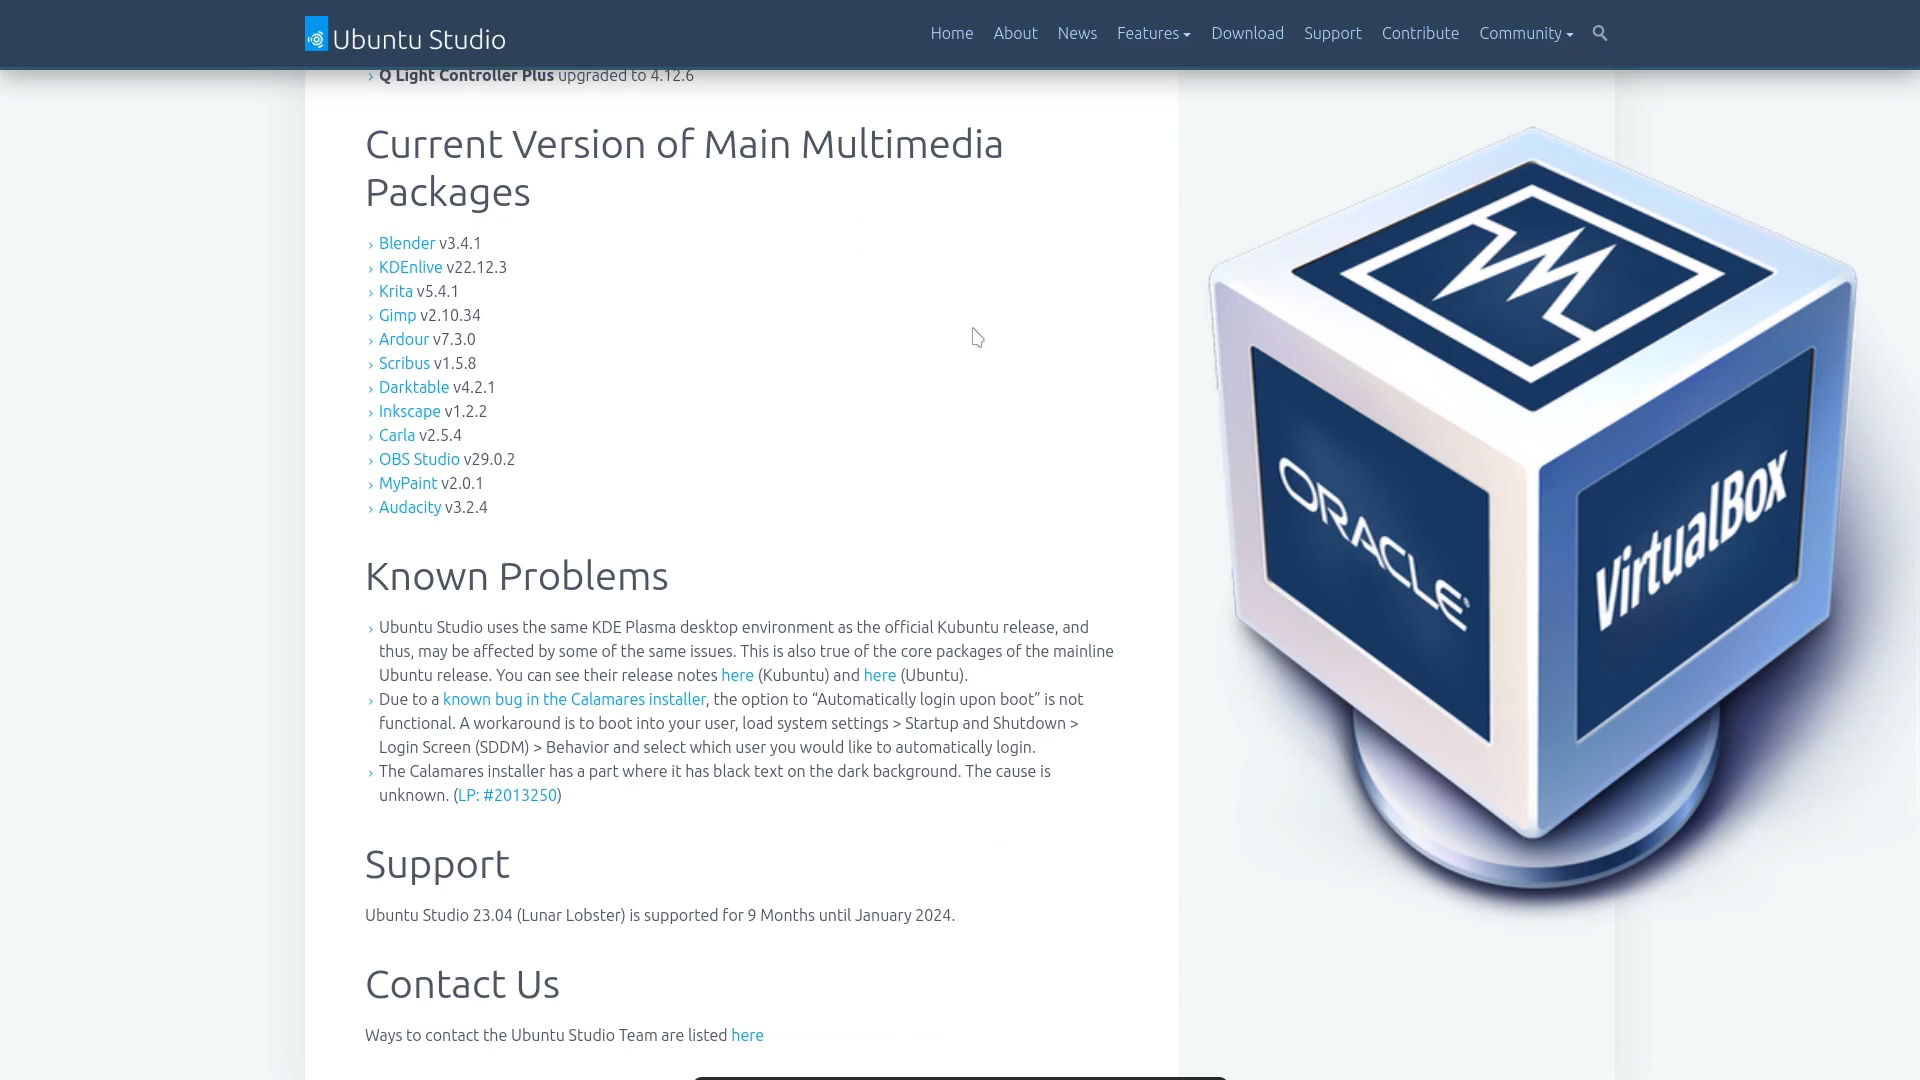 Ubuntu Studio
Home About News Features Download Support Contribute Community
› Q Light Controller Plus upgraded to 4.12.6
Current Version of Main Multimedia
Packages
› Blender v3.4.1
› KDEnlive v22.12.3
› Krita v5.4.1
› Gimp v2.10.34
› Ardour v7.3.0
› Scribus v1.5.8
› Darktable v4.2.1
› Inkscape v1.2.2
› Carla v2.5.4
› OBS Studio v29.0.2
› MyPaint v2.0.1
› Audacity v3.2.4
ORACLE®
VirtualBox
Known Problems
› Ubuntu Studio uses the same KDE Plasma desktop environment as the official Kubuntu release, and
thus, may be affected by some of the same issues. This is also true of the core packages of the mainline
Ubuntu release. You can see their release notes here (Kubuntu) and here (Ubuntu).
› Due to a known bug in the Calamares installer, the option to “Automatically login upon boot” is not
functional. A workaround is to boot into your user, load system settings > Startup and Shutdown >
Login Screen (SDDM) > Behavior and select which user you would like to automatically login.
› The Calamares installer has a part where it has black text on the dark background. The cause is
unknown. (LP: #2013250)
Support
Ubuntu Studio 23.04 (Lunar Lobster) is supported for 9 Months until January 2024.
Contact Us
Ways to contact the Ubuntu Studio Team are listed here